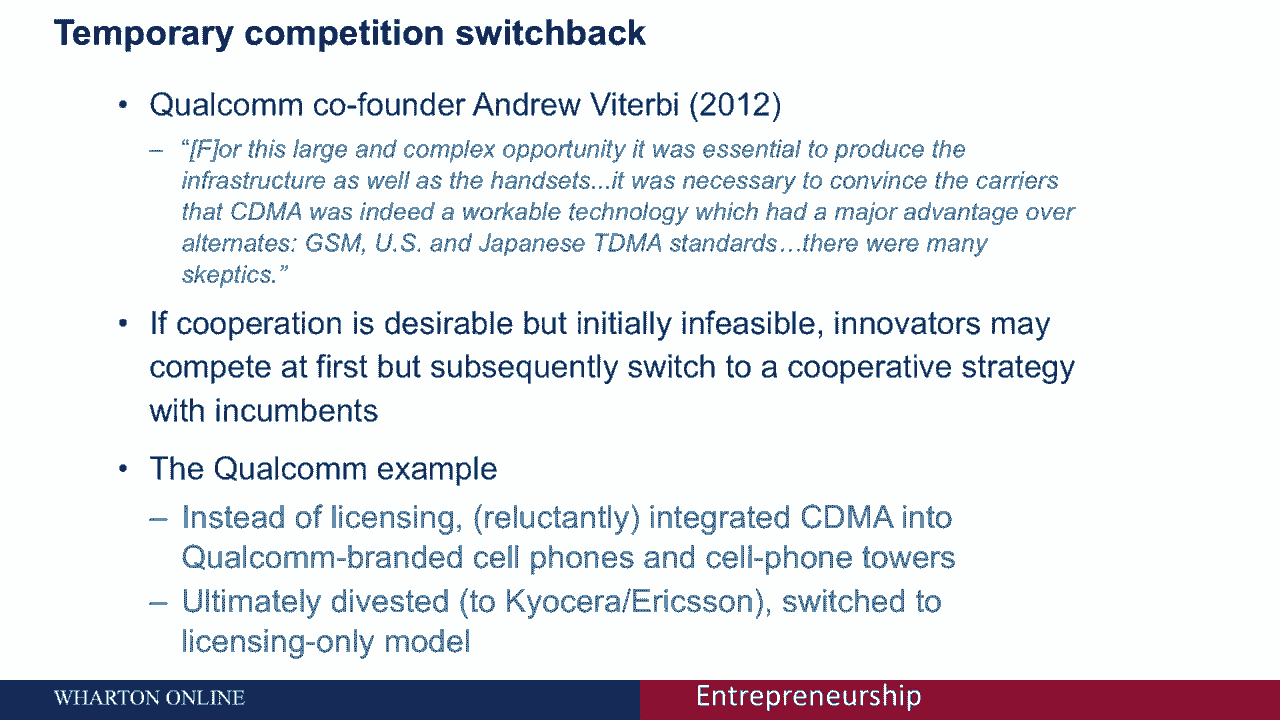 Temporary competition switchback
• Qualcomm co-founder Andrew Viterbi (2012)
– “[F]or this large and complex opportunity it was essential to produce the
infrastructure as well as the handsets...it was necessary to convince the carriers
that CDMA was indeed a workable technology which had a major advantage over
alternates: GSM, U.S. and Japanese TDMA standards…there were many
skeptics.”
• If cooperation is desirable but initially infeasible, innovators may
compete at first but subsequently switch to a cooperative strategy
with incumbents
• The Qualcomm example
– Instead of licensing, (reluctantly) integrated CDMA into
Qualcomm-branded cell phones and cell-phone towers
– Ultimately divested (to Kyocera/Ericsson), switched to
licensing-only model
WHARTON ONLINE
Entrepreneurship